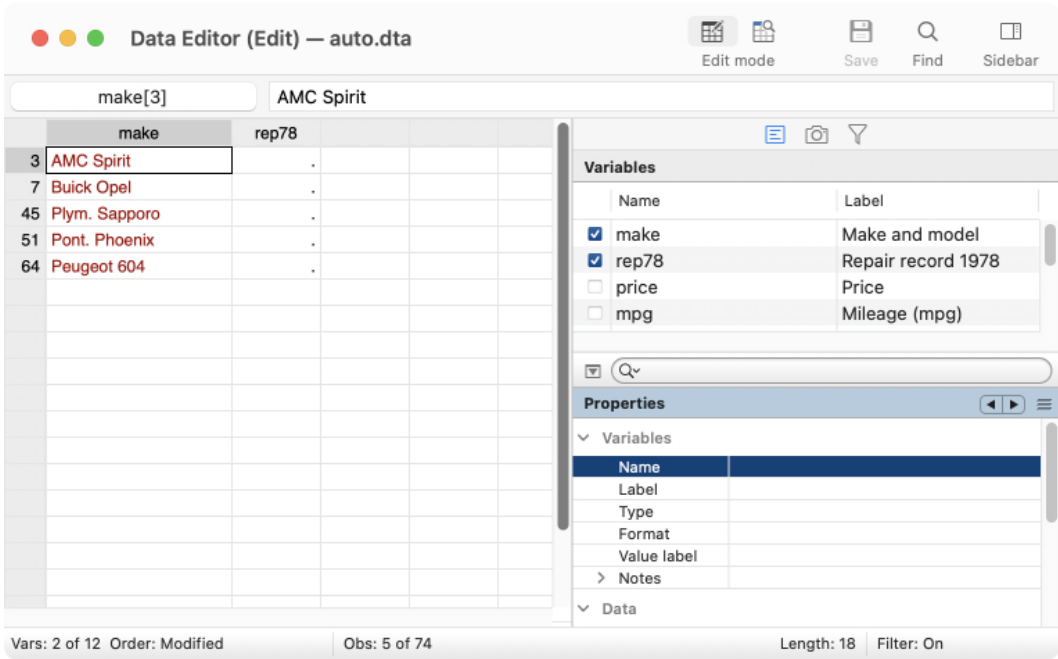 Data Editor (Edit) — auto.dta
Edit mode
Save
Find
Sidebar
make[3]
AMC Spirit
make rep78
3 AMC Spirit .
7 Buick Opel .
45 Plym. Sapporo .
51 Pont. Phoenix .
64 Peugeot 604 .
Variables
Name Label
make Make and model
rep78 Repair record 1978
price Price
mpg Mileage (mpg)
Properties
Variables
Name
Label
Type
Format
Value label
Notes
Data
Vars: 2 of 12 Order: Modified
Obs: 5 of 74
Length: 18
Filter: On